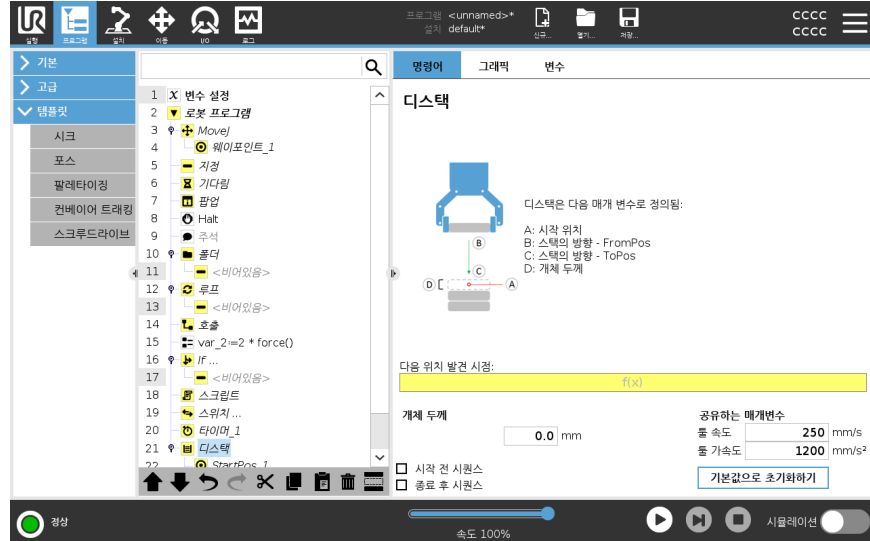 UR
실행
프로그램
설치
이동
I/O
로그
프로그램 <unnamed>*
설치 default*
신규...
열기...
저장...
CCCC
CCCC
기본
고급
템플릿
시크
포스
팔레타이징
컨베이어 트래킹
스크루드라이브
1 X 변수 설정
2 로봇 프로그램
3 MoveJ
4 웨이포인트_1
5 지정
6 기다림
7 팝업
8 Halt
9 주석
10 폴더
11 <비어있음>
12 루프
13 <비어있음>
14 호출
15 var_2:=2 * force()
16 If ...
17 <비어있음>
18 스크립트
19 스위치 ...
20 타이머_1
21 디스택
22 StartPos_1
명령어 그래픽 변수
디스택
B
C
D
A
디스택은 다음 매개 변수로 정의됨:
A: 시작 위치
B: 스택의 방향 - FromPos
C: 스택의 방향 - ToPos
D: 개체 두께
다음 위치 발견 시점:
f(x)
개체 두께
0.0 mm
공유하는 매개변수
툴 속도 250 mm/s
툴 가속도 1200 mm/s²
시작 전 시퀀스
종료 후 시퀀스
기본값으로 초기화하기
정상
속도 100%
시뮬레이션